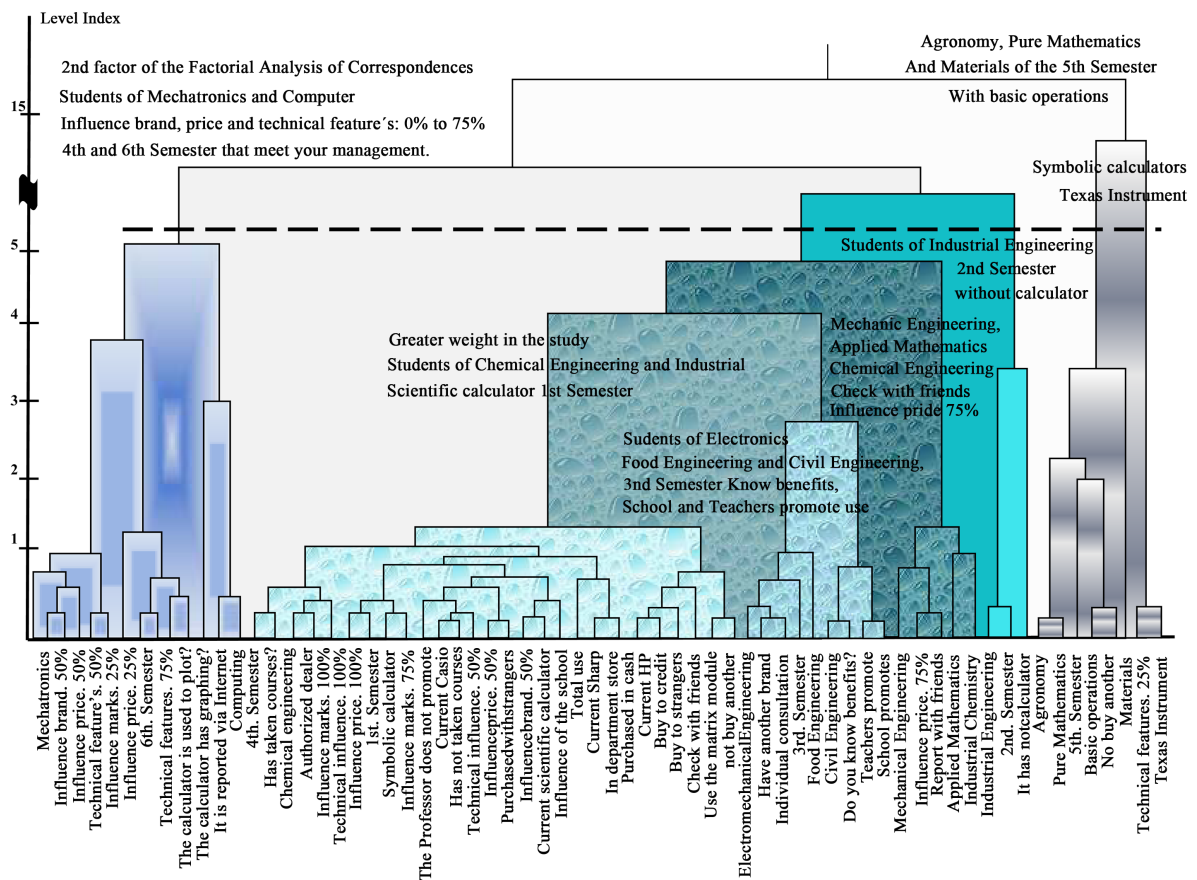 Level Index
2nd factor of the Factorial Analysis of Correspondences
Students of Mechatronics and Computer
Influence brand, price and technical feature´s: 0% to 75%
4th and 6th Semester that meet your management.
Agronomy, Pure Mathematics
And Materials of the 5th Semester
With basic operations
Symbolic calculators
Texas Instrument
Students of Industrial Engineering
2nd Semester
without calculator
Mechanic Engineering,
Applied Mathematics
Chemical Engineering
Check with friends
Influence pride 75%
Greater weight in the study
Students of Chemical Engineering and Industrial
Scientific calculator 1st Semester
Sudents of Electronics
Food Engineering and Civil Engineering,
3nd Semester Know benefits,
School and Teachers promote use
15
5
4
3
2
1
Mechatronics
Influence brand. 50%
Influence price. 50%
Technical feature's. 50%
Influence marks. 25%
Influence price. 25%
6th. Semester
Technical features. 75%
The calculator is used to plot?
The calculator has graphing?
It is reported via Internet
Computing
4th. Semester
Has taken courses?
Chemical engineering
Authorized dealer
Influence marks. 100%
Technical influence. 100%
Influence price. 100%
1st. Semester
Symbolic calculator
Influence marks. 75%
The Professor does not promote
Current Casio
Has not taken courses
Technical influence. 50%
Influenceprice. 50%
Purchasedwithstrangers
Influencebrand. 50%
Current scientific calculator
Influence of the school
Total use
Current Sharp
In department store
Purchased in cash
Current HP
Buy to credit
Buy to strangers
Check with friends
Use the matrix module
not buy another
ElectromechanicalEngineering
Have another brand
Individual consultation
3rd. Semester
Food Engineering
Civil Engineering
Do you know benefits?
Teachers promote
School promotes
Mechanical Engineering
Influence price. 75%
Report with friends
Applied Mathematics
Industrial Chemistry
Industrial Engineering
2nd. Semester
It has notcalculator
Agronomy
Pure Mathematics
5th. Semester
Basic operations
No buy another
Materials
Technical features. 25%
Texas Instrument